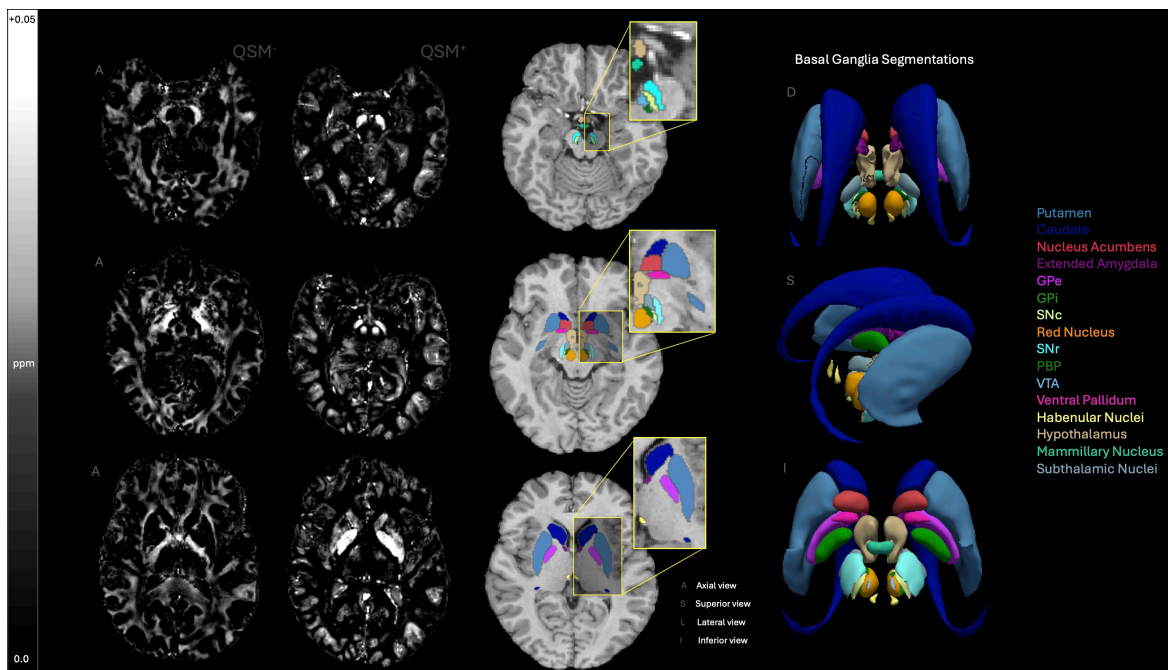 +0.05
ppm
0.0
QSM-
QSM+
A
A
A
A Axial view
S Superior view
L Lateral view
I Inferior view
Basal Ganglia Segmentations
D
S
I
Putamen
Caudate
Nucleus Acumbens
Extended Amygdala
GPe
GPi
SNc
Red Nucleus
SNr
PBP
VTA
Ventral Pallidum
Habenular Nuclei
Hypothalamus
Mammillary Nucleus
Subthalamic Nuclei